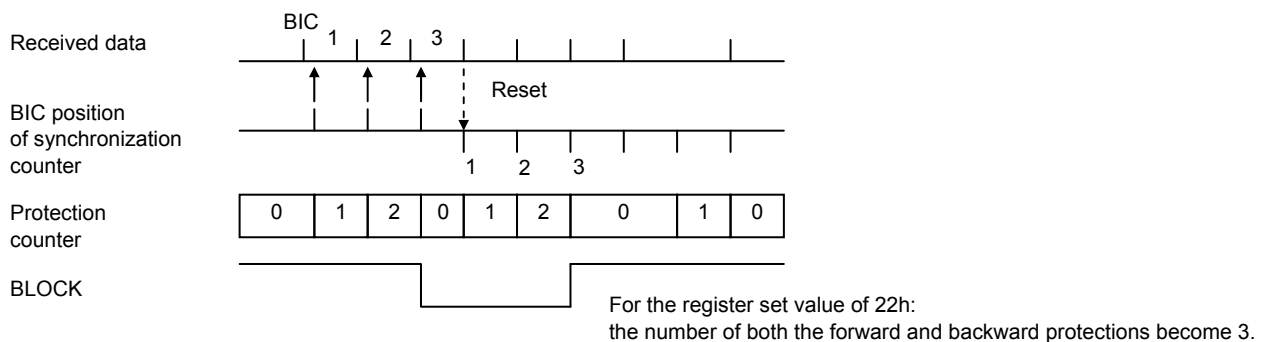 BIC
Received data 1 2 3
Reset
BIC position
of synchronization
counter
1 2 3
Protection
counter
0 1 2 0 1 2 0 1 0
BLOCK
For the register set value of 22h:
the number of both the forward and backward protections become 3.